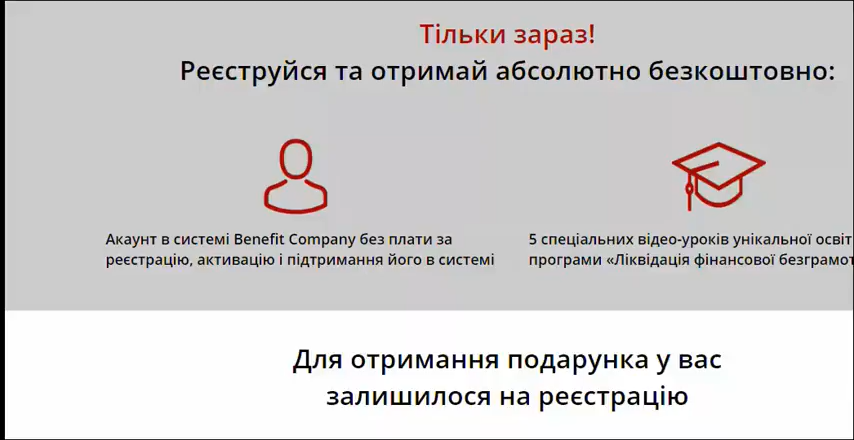 Тільки зараз!
Реєструйся та отримай абсолютно безкоштовно:
Акаунт в системі Benefit Company без плати за
реєстрацію, активацію і підтримання його в системі
5 спеціальних відео-уроків унікальної
програми «Ліквідація фінансової
Для отримання подарунка у вас
залишилося на реєстрацію